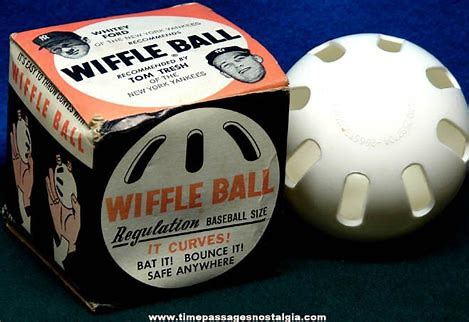 WHITEY
FORD
OF THE NEW YORK YANKEES
RECOMMENDS
WIFFLE BALL
®
RECOMMENDED BY
TOM TRESH
OF THE
NEW YORK YANKEES
IT'S EASY TO THROW CURVES
WIFFLE BALL
WIFFLE BALL
Regulation BASEBALL SIZE
IT CURVES!
BAT IT! BOUNCE IT!
SAFE ANYWHERE
www.timepassagesnostalgia.com